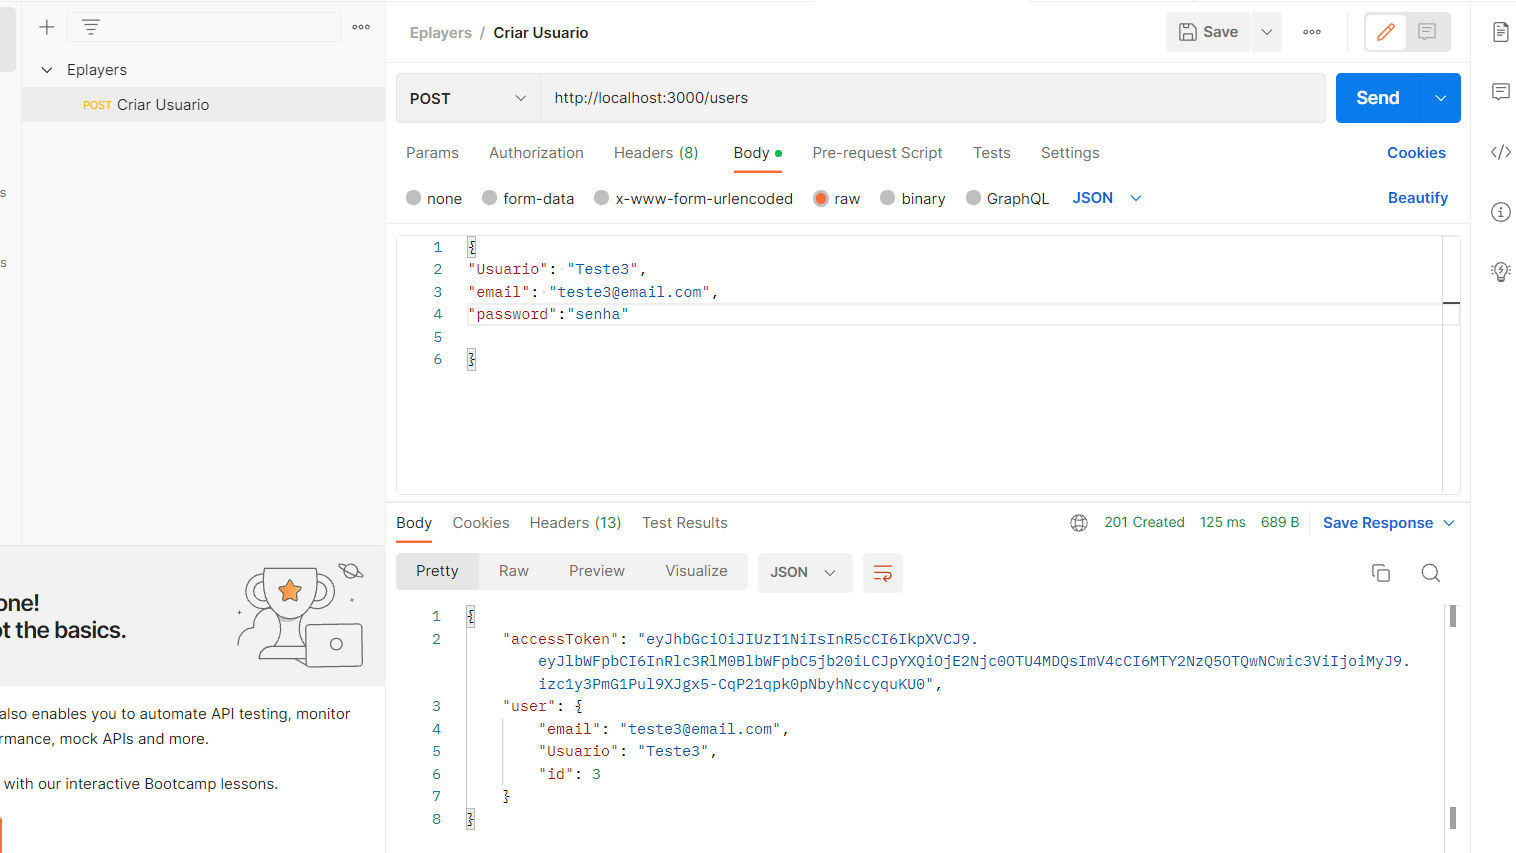 Eplayers / Criar Usuario
Save
Eplayers
POST Criar Usuario
POST
http://localhost:3000/users
Send
Params
Authorization
Headers (8)
Body
Pre-request Script
Tests
Settings
Cookies
none
form-data
x-www-form-urlencoded
raw
binary
GraphQL
JSON
Beautify
1 {
2 "Usuario": "Teste3",
3 "email": "teste3@email.com",
4 "password":"senha"
5
6 }
s
s
Body
Cookies
Headers (13)
Test Results
201 Created
125 ms
689 B
Save Response
Pretty
Raw
Preview
Visualize
JSON
1 {
2 "accessToken": "eyJhbGciOiJIUzI1NiIsInR5cCI6IkpXVCJ9.
eyJlbWFpbCI6InRlc3RlM0BlbWFpbC5jb20iLCJpYXQiOjE2Njc0OTU4MDQsImV4cCI6MTY2NzQ5OTQwNCwic3ViIjoiMyJ9.
izc1y3PmG1Pul9XJgx5-CqP21qpk0pNbyhNccyquKU0",
3 "user": {
4 "email": "teste3@email.com",
5 "Usuario": "Teste3",
6 "id": 3
7 }
8 }
one!
ot the basics.
also enables you to automate API testing, monitor
rmance, mock APIs and more.
with our interactive Bootcamp lessons.